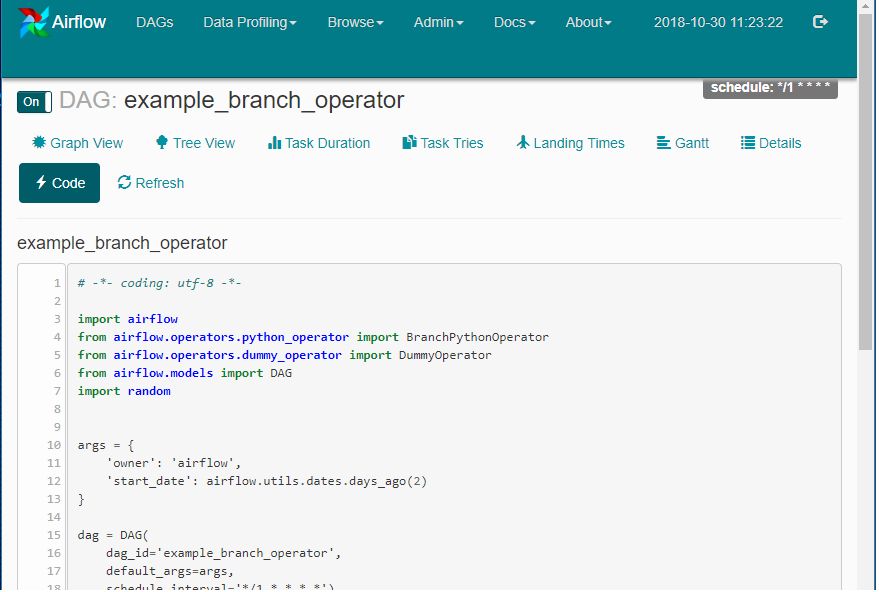 Airflow DAGs Data Profiling Browse Admin Docs About 2018-10-30 11:23:22
On DAG: example_branch_operator schedule: */1 * * * *
Graph View Tree View Task Duration Task Tries Landing Times Gantt Details
Code Refresh
example_branch_operator
1 # -*- coding: utf-8 -*-
2
3 import airflow
4 from airflow.operators.python_operator import BranchPythonOperator
5 from airflow.operators.dummy_operator import DummyOperator
6 from airflow.models import DAG
7 import random
8
9
10 args = {
11     'owner': 'airflow',
12     'start_date': airflow.utils.dates.days_ago(2)
13 }
14
15 dag = DAG(
16     dag_id='example_branch_operator',
17     default_args=args,
18     schedule_interval='*/1 * * * *')